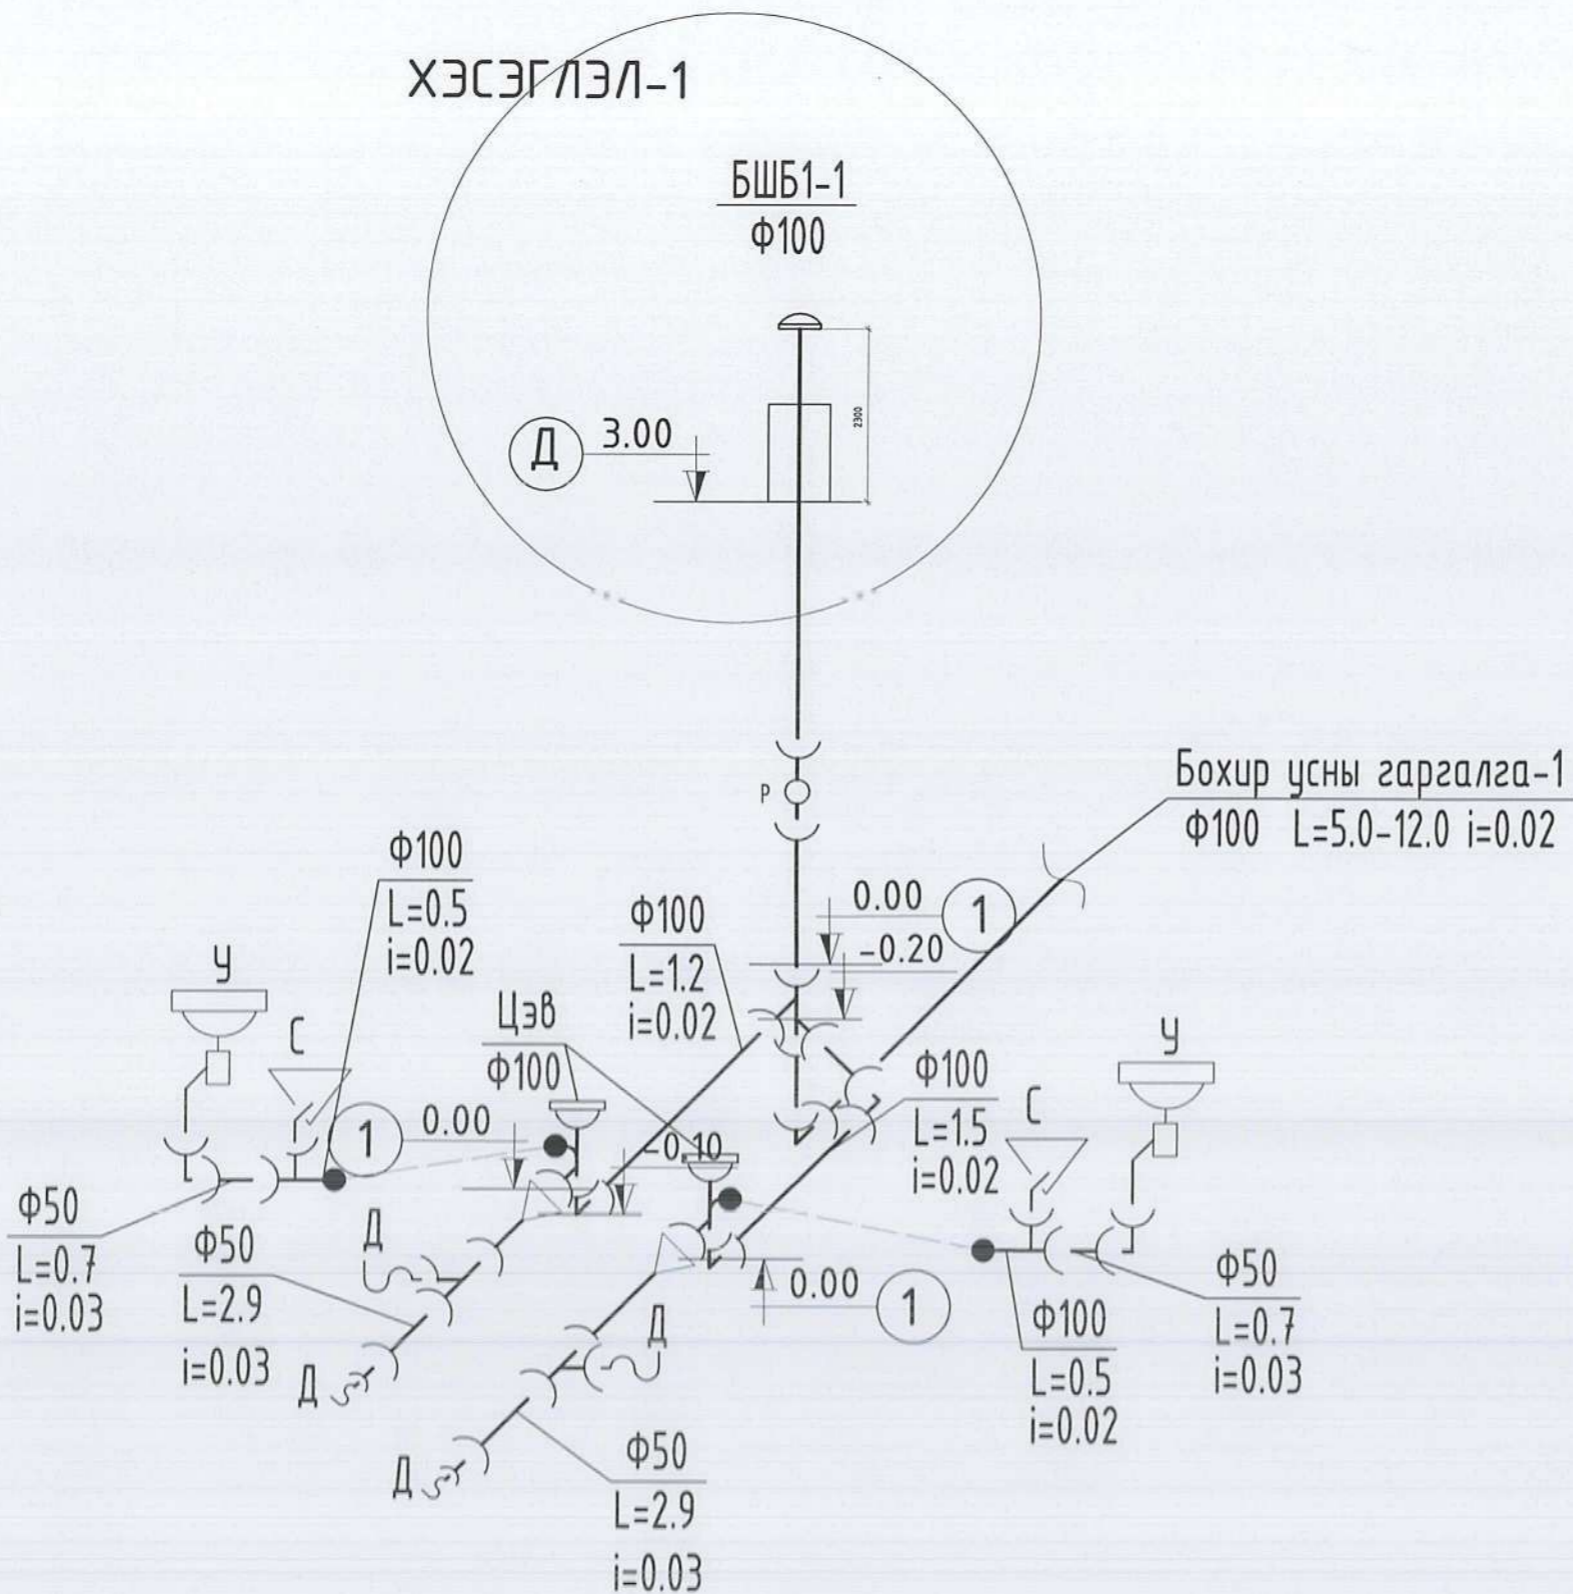 ХЭСЭГЛЭЛ-1
БШБ1-1
Ф100
2300
Д
3.00
Р
Бохир усны гаргалга-1
Ф100 L=5.0-12.0 i=0.02
Ф100
L=0.5
i=0.02
0.00
1
-0.20
Ф100
L=1.2
i=0.02
У
С
Цэв
Ф100
У
С
Ф100
L=1.5
i=0.02
1
0.00
-0.10
Ф50
L=0.7
i=0.03
Ф50
L=2.9
i=0.03
Д
Д
0.00
1
Д
Ф100
L=0.5
i=0.02
Ф50
L=0.7
i=0.03
Д
Ф50
L=2.9
i=0.03